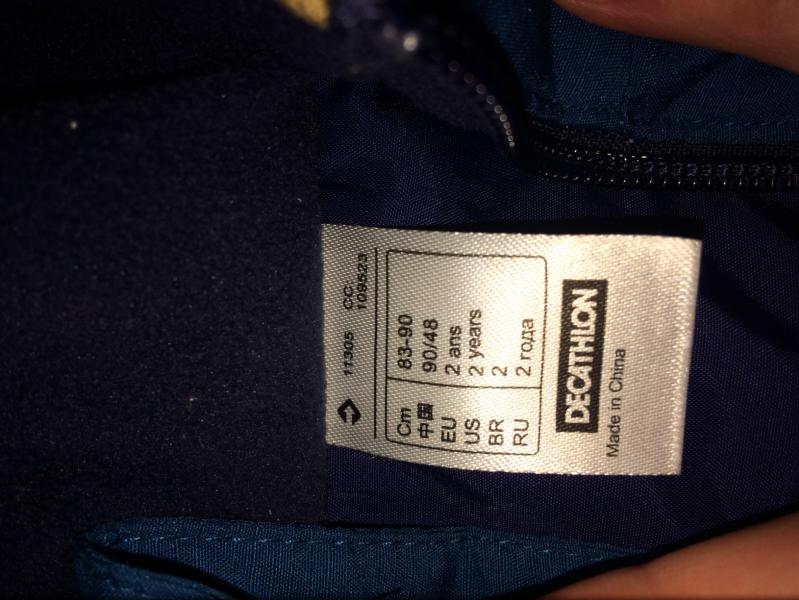 11305 CC.
109523
Cm 83-90
中国 90/48
EU 2 ans
US 2 years
BR 2
RU 2 года
DECATHLON
Made in China